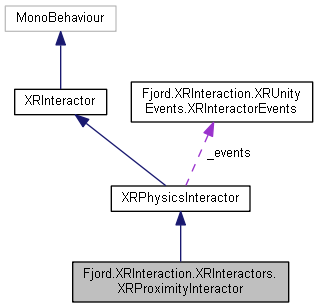 MonoBehaviour
XRInteractor
Fjord.XRInteraction.XRUnity
Events.XRInteractorEvents
_events
XRPhysicsInteractor
Fjord.XRInteraction.XRInteractors.
XRProximityInteractor